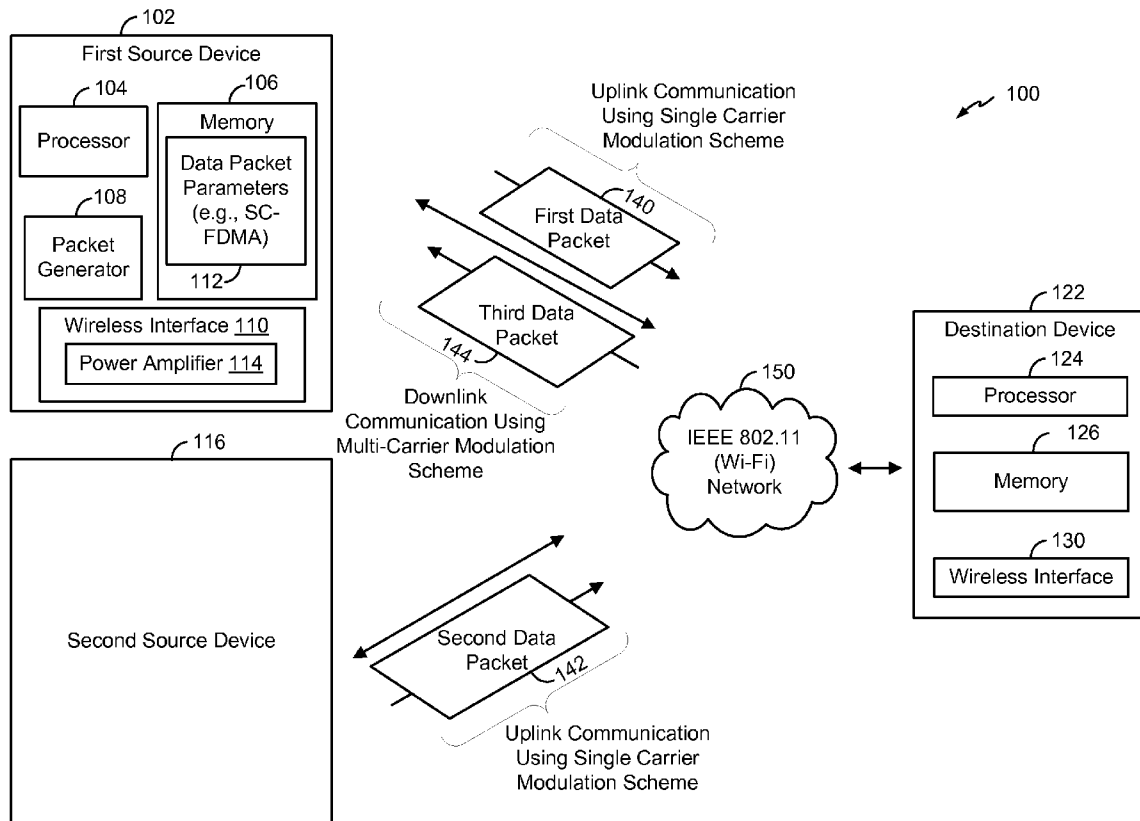 102
First Source Device
104
Processor
106
Memory
Data Packet
Parameters
(e.g., SC-
FDMA)
112
108
Packet
Generator
Wireless Interface 110
Power Amplifier 114
Uplink Communication
Using Single Carrier
Modulation Scheme
100
140
First Data
Packet
Third Data
Packet
144
Downlink
Communication Using
Multi-Carrier Modulation
Scheme
150
IEEE 802.11
(Wi-Fi)
Network
122
Destination Device
124
Processor
126
Memory
130
Wireless Interface
116
Second Source Device
Second Data
Packet
142
Uplink Communication
Using Single Carrier
Modulation Scheme